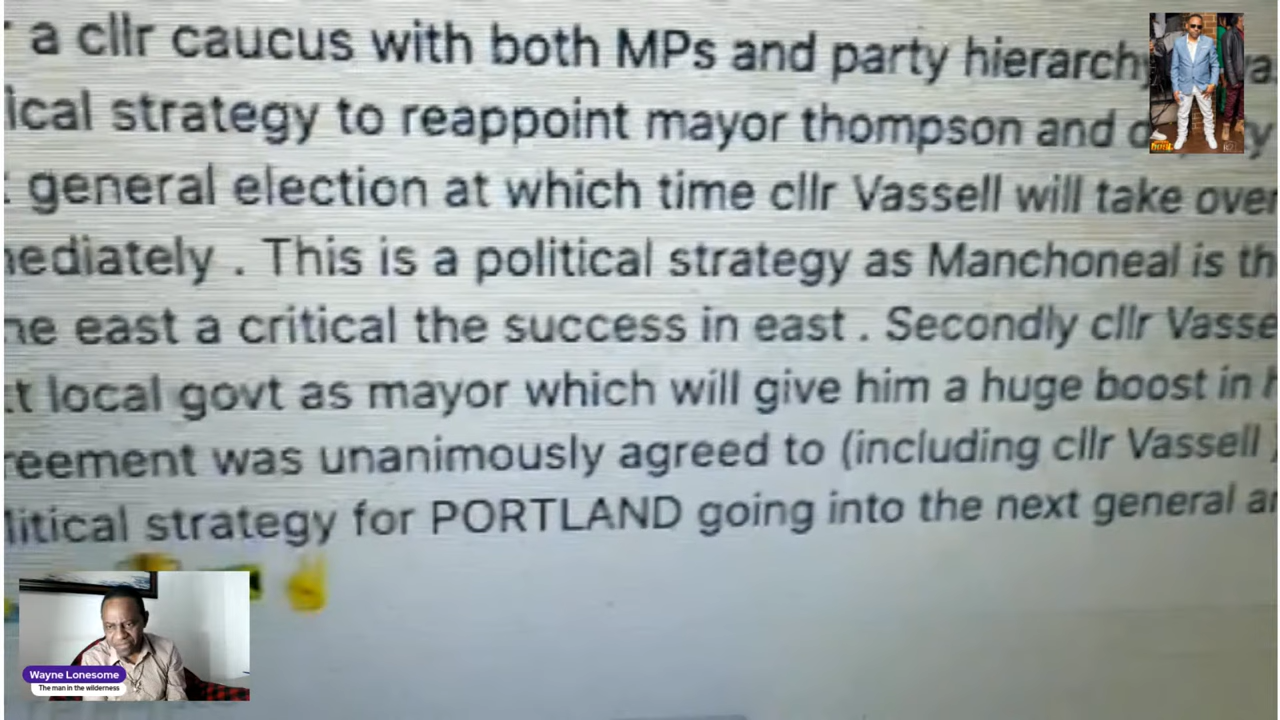 a cllr caucus with both MPs and party hierarchy
ical strategy to reappoint mayor thompson and
general election at which time cllr Vassell will take over
nediately . This is a political strategy as Manchoneal is th
ne east a critical the success in east . Secondly cllr Vasse
t local govt as mayor which will give him a huge boost in h
reement was unanimously agreed to (including cllr Vassell )
litical strategy for PORTLAND going into the next general a
Wayne Lonesome
The man in the wilderness